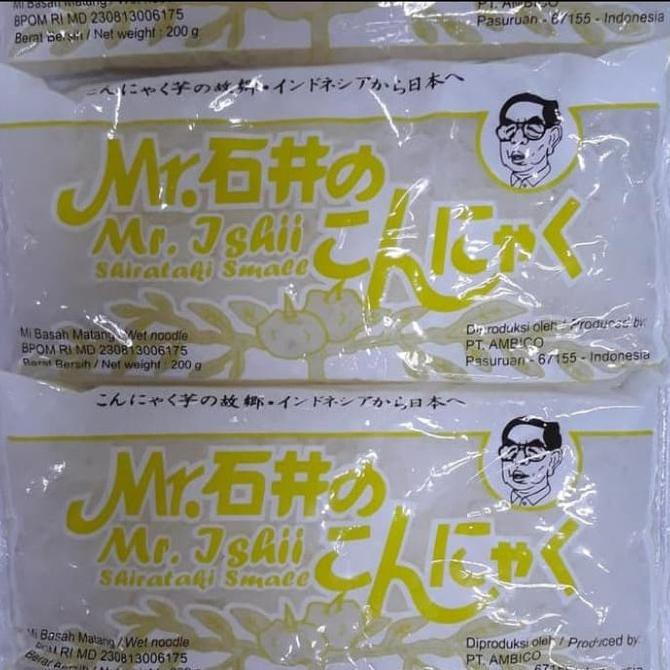 Mi Basah Matang / Wet noodle
BPOM RI MD 230813006175
Berat Bersih / Net weight : 200 g
PT. AMBICO
Pasuruan - 67155 - Indonesia
こんにゃく芋の故郷・インドネシアから日本へ
Mr.石井の
こんにゃく
Mr. Ishii
Shirataki Small
Mi Basah Matang / Wet noodle
BPOM RI MD 230813006175
Berat Bersih / Net weight : 200 g
Diproduksi oleh / Produced by:
PT. AMBICO
Pasuruan - 67155 - Indonesia
こんにゃく芋の故郷・インドネシアから日本へ
Mr.石井の
こんにゃく
Mr. Ishii
Shirataki Small
Mi Basah Matang / Wet noodle
BPOM RI MD 230813006175
Berat Bersih / Net weight
Diproduksi oleh / Produced by:
PT. AMBICO
67155